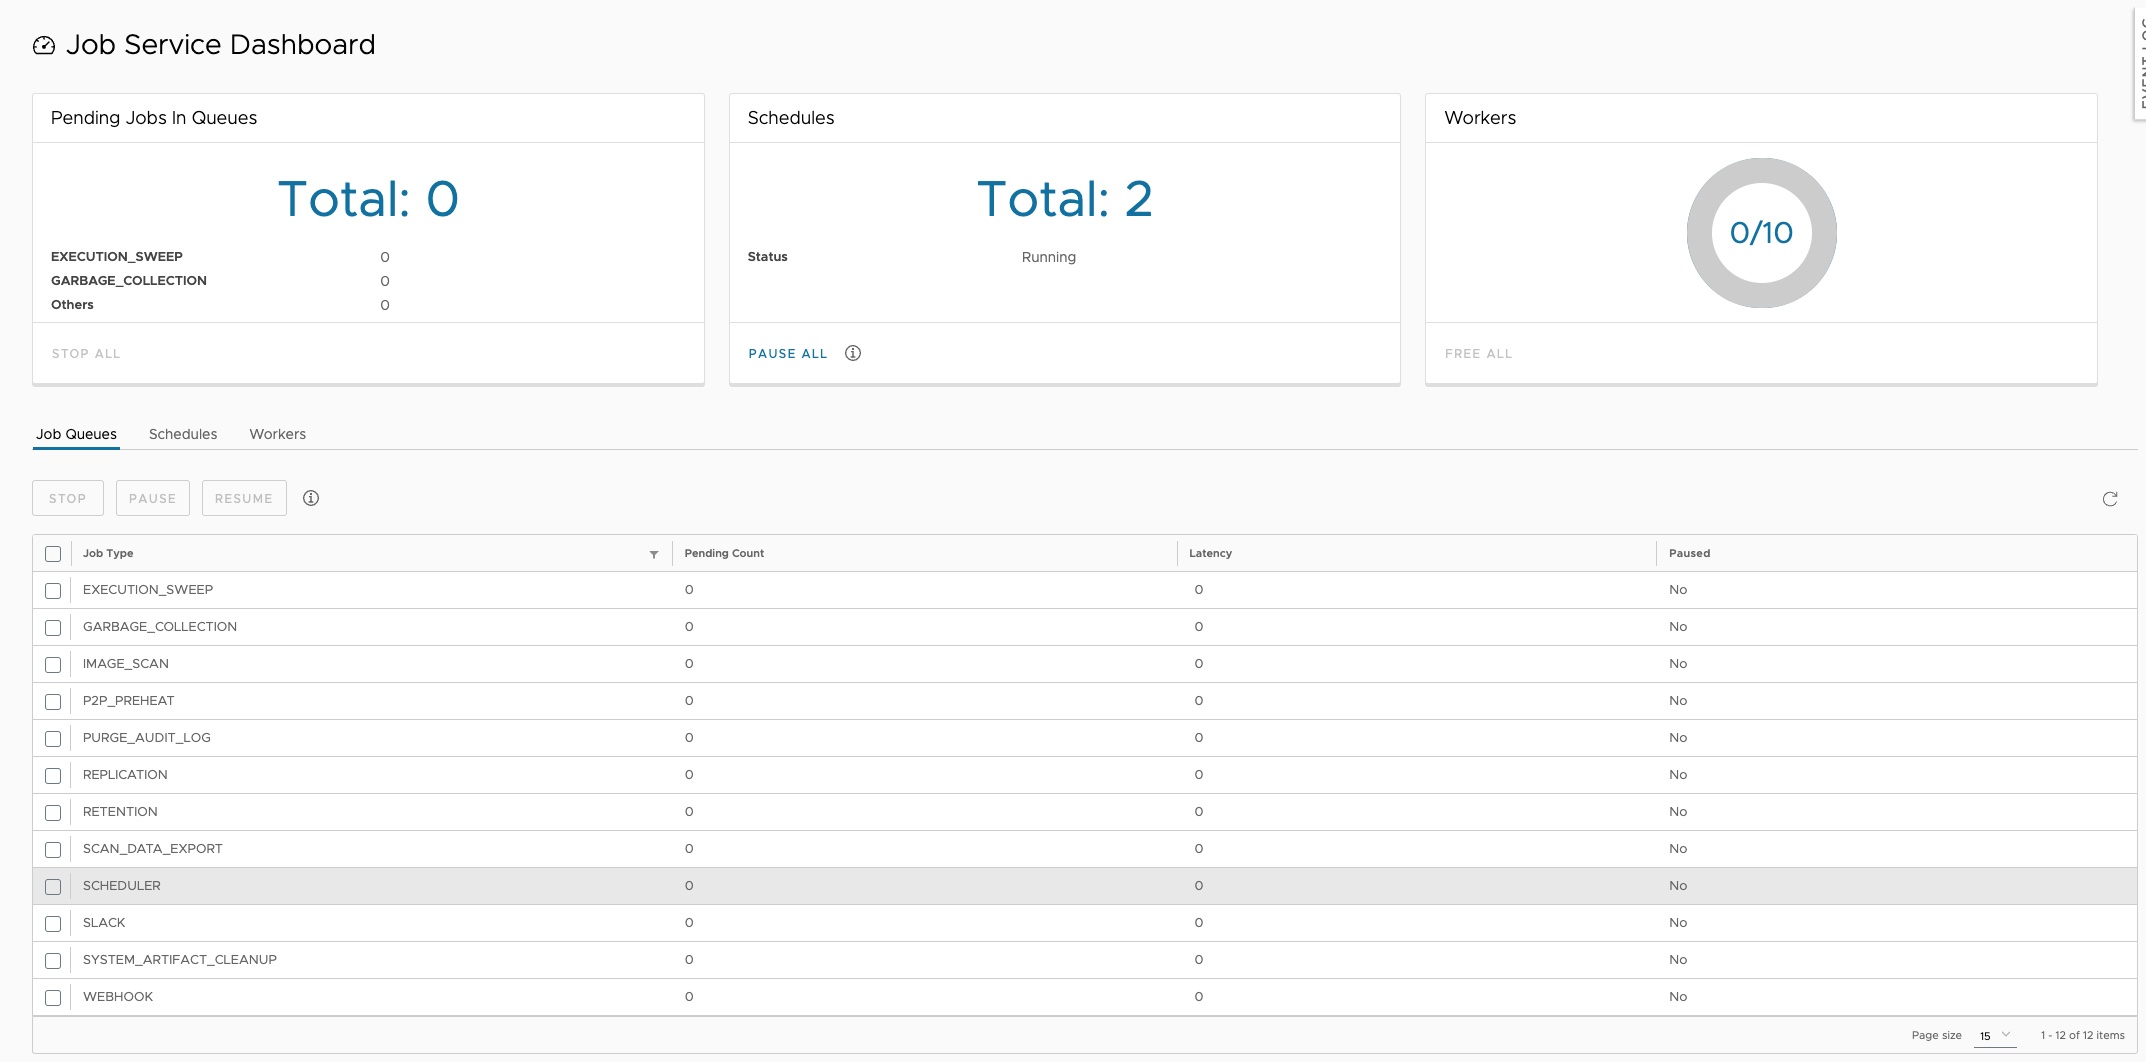 Job Service Dashboard
EVENT LOG
Pending Jobs In Queues
Total: 0
EXECUTION_SWEEP 0
GARBAGE_COLLECTION 0
Others 0
STOP ALL
Schedules
Total: 2
Status Running
PAUSE ALL
Workers
0/10
FREE ALL
Job Queues Schedules Workers
STOP PAUSE RESUME
Job Type Pending Count Latency Paused
EXECUTION_SWEEP 0 0 No
GARBAGE_COLLECTION 0 0 No
IMAGE_SCAN 0 0 No
P2P_PREHEAT 0 0 No
PURGE_AUDIT_LOG 0 0 No
REPLICATION 0 0 No
RETENTION 0 0 No
SCAN_DATA_EXPORT 0 0 No
SCHEDULER 0 0 No
SLACK 0 0 No
SYSTEM_ARTIFACT_CLEANUP 0 0 No
WEBHOOK 0 0 No
Page size 15 1 - 12 of 12 items